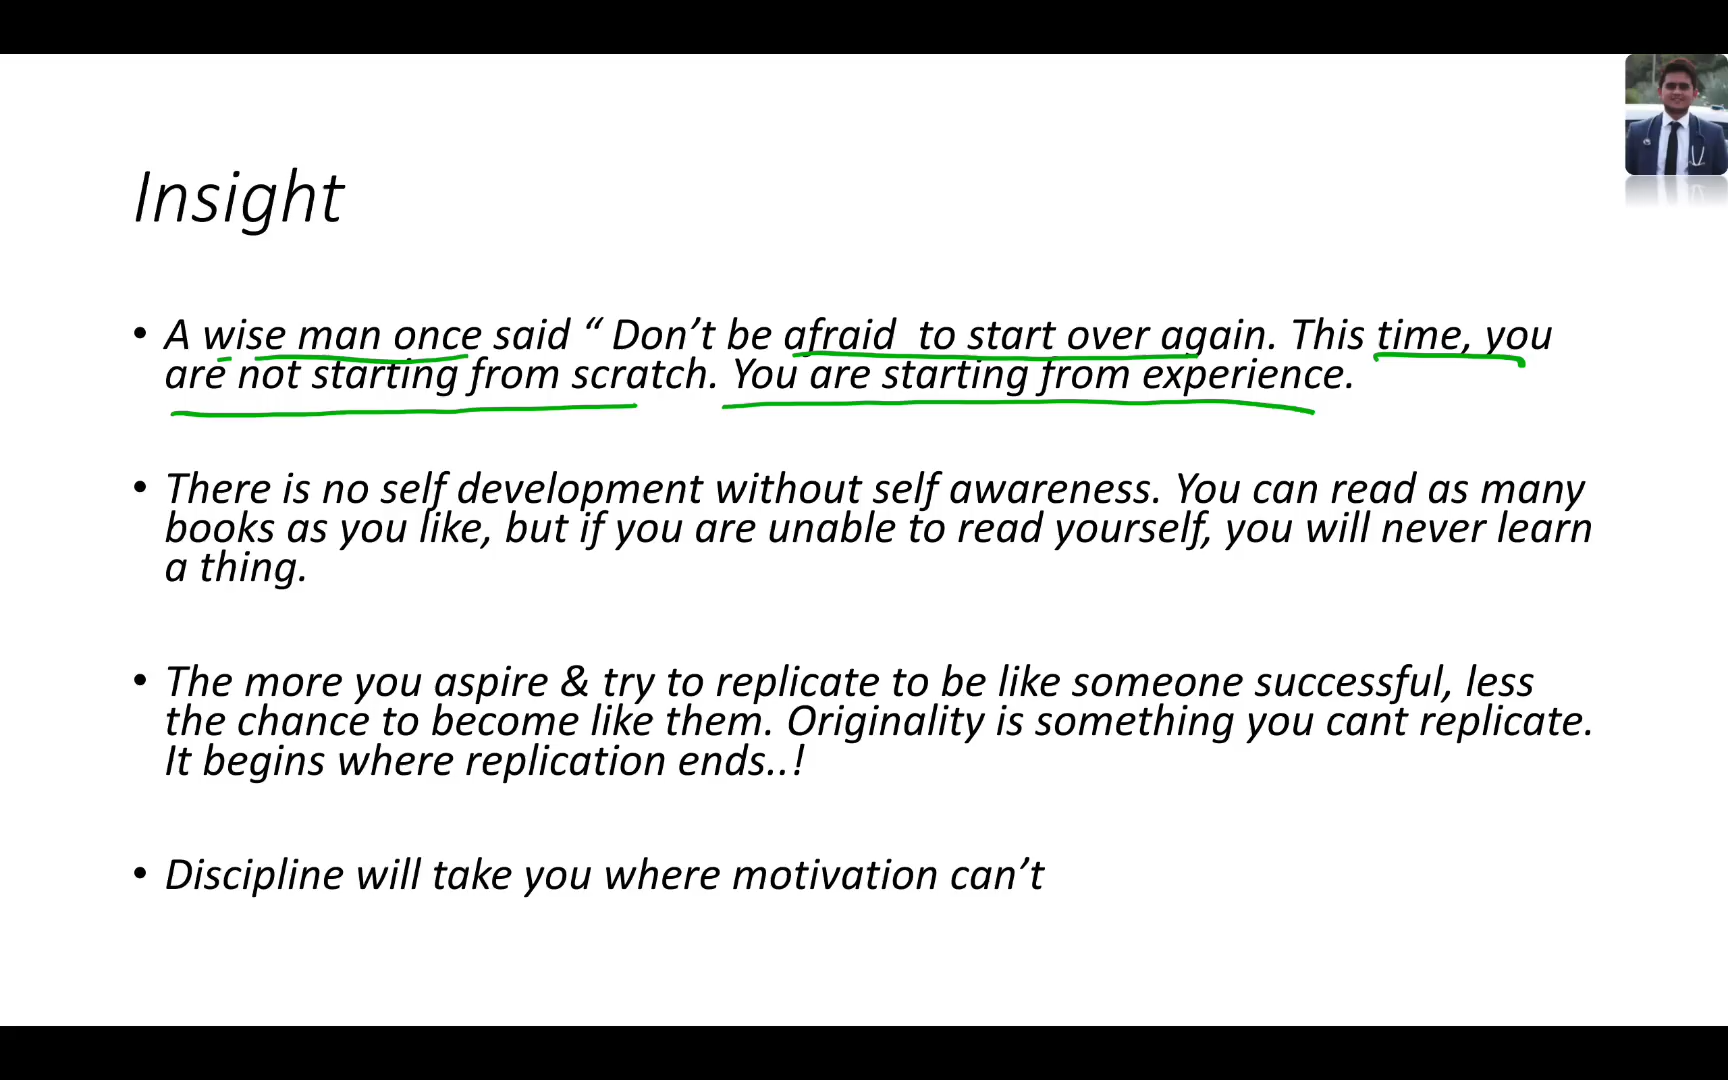 Insight
• A wise man once said “ Don’t be afraid  to start over again. This time, you
are not starting from scratch. You are starting from experience.
• There is no self development without self awareness. You can read as many
books as you like, but if you are unable to read yourself, you will never learn
a thing.
• The more you aspire & try to replicate to be like someone successful, less
the chance to become like them. Originality is something you cant replicate.
It begins where replication ends..!
• Discipline will take you where motivation can’t